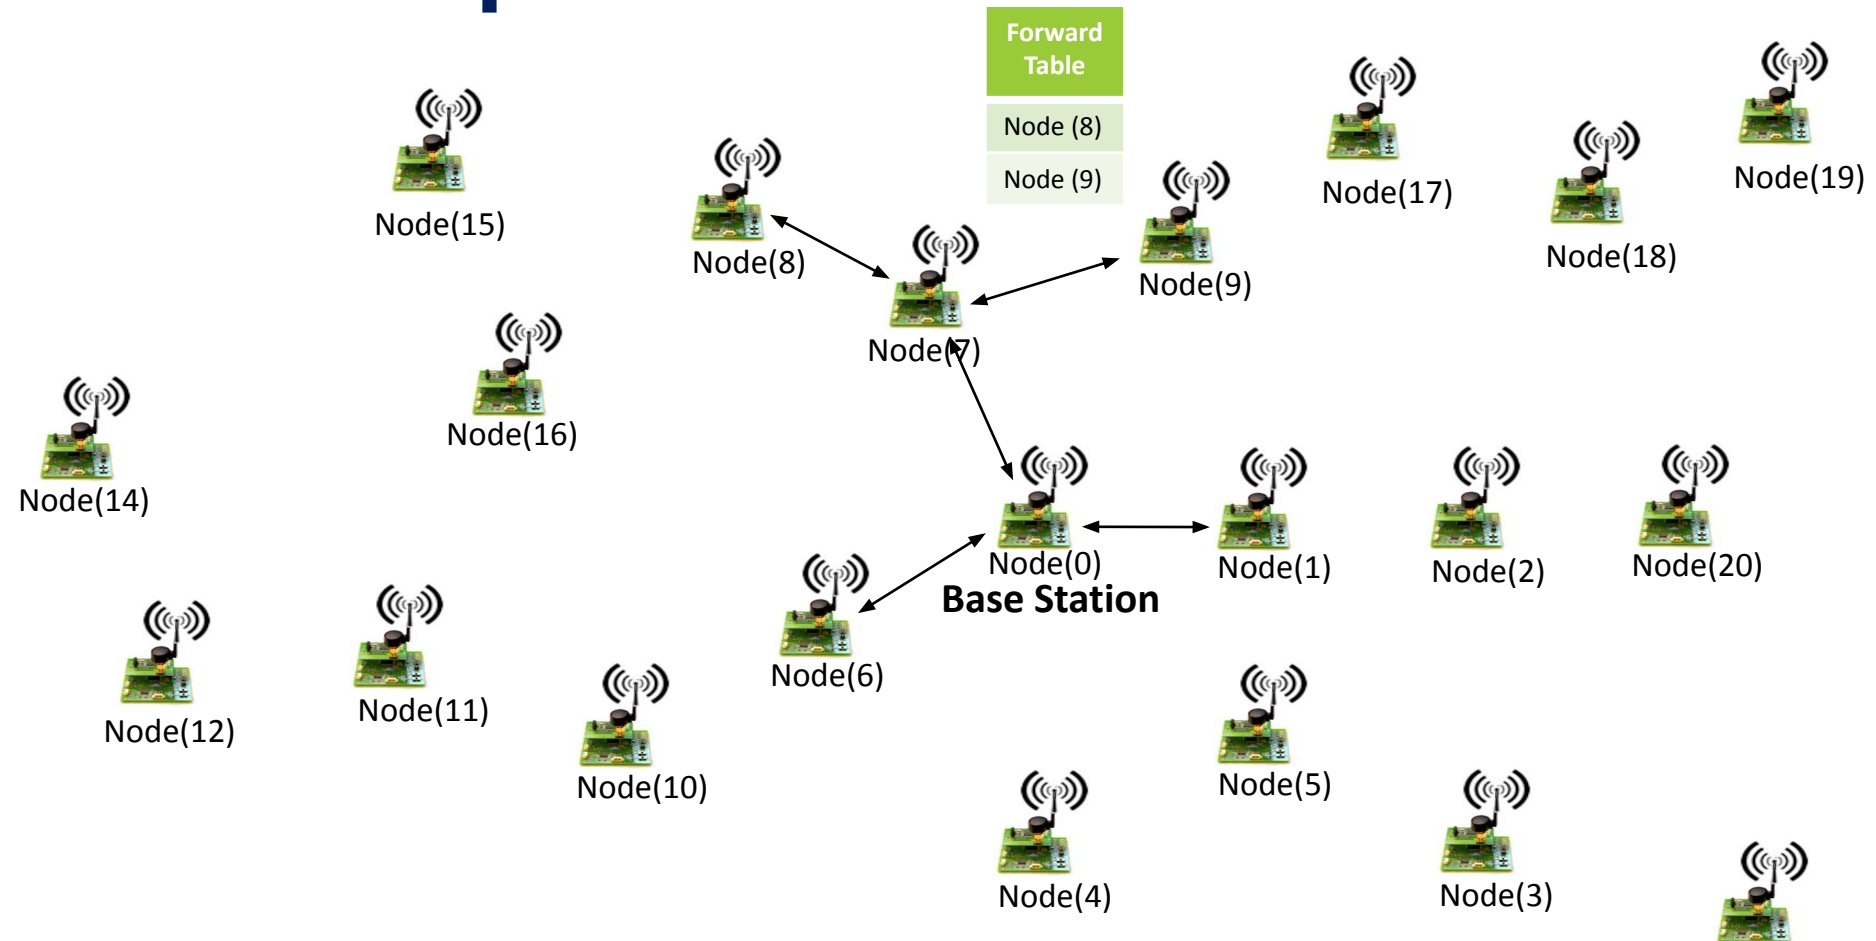 Forward
Table
Node (8)
Node (9)
Node(19)
Node(17)
Node(15)
Node(18)
Node(8)
Node(9)
Node(7)
Node(16)
Node(14)
Node(0)
Base Station
Node(1)
Node(2)
Node(20)
Node(6)
Node(11)
Node(12)
Node(10)
Node(5)
Node(4)
Node(3)